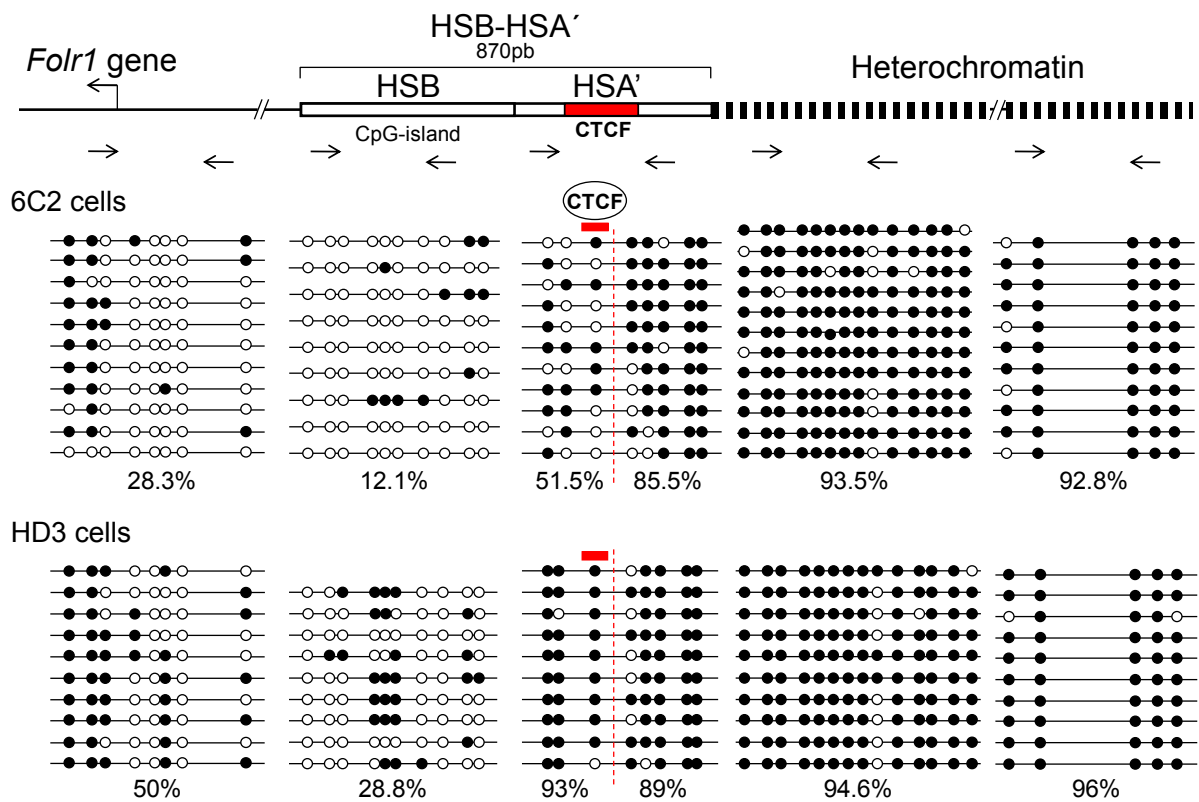 HSB-HSA´
870pb
Folr1 gene
Heterochromatin
HSB
HSA’
CpG-island
CTCF
6C2 cells
CTCF
28.3%
12.1%
51.5%
85.5%
93.5%
92.8%
HD3 cells
50%
28.8%
93%
89%
94.6%
96%